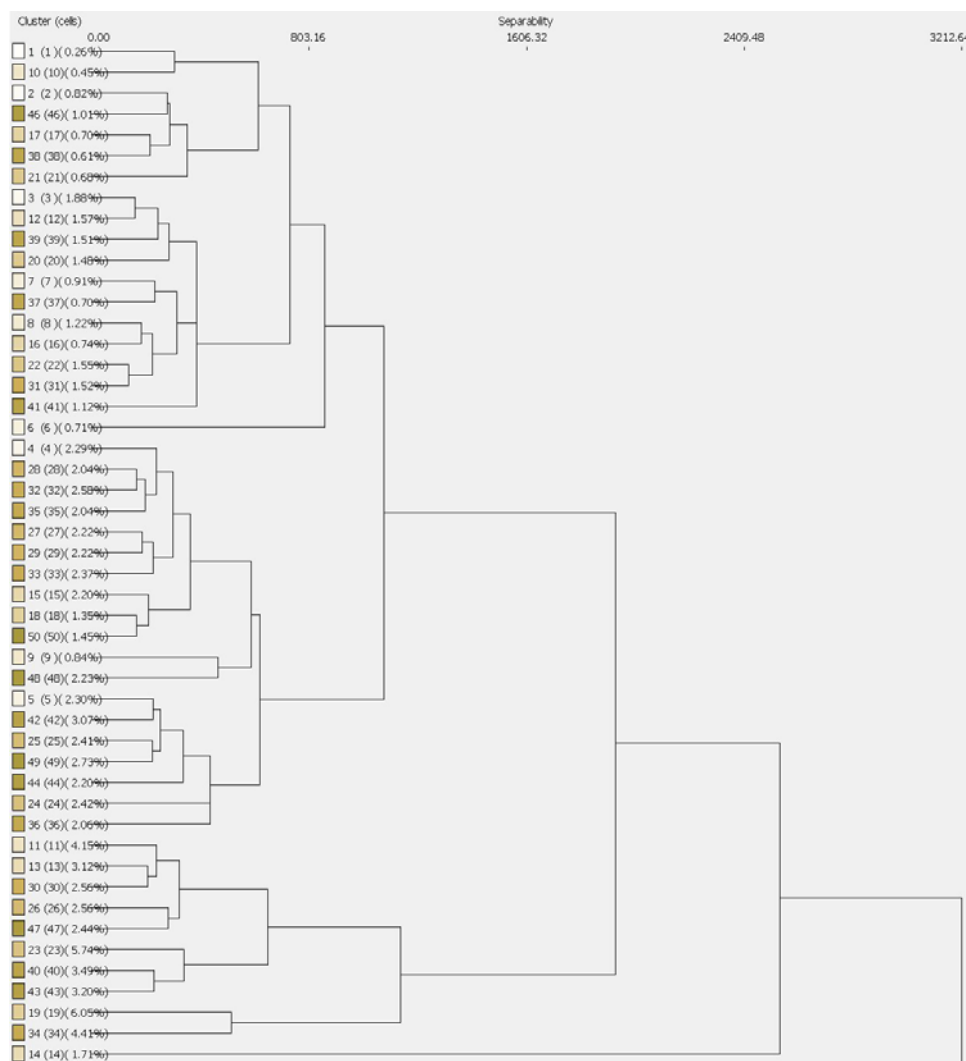 Cluster (cells) Separability
0.00 803.16 1606.32 2409.48 3212.64
1 (1 )( 0.26%)
10 (10)( 0.45%)
2 (2 )( 0.82%)
46 (46)( 1.01%)
17 (17)( 0.70%)
38 (38)( 0.61%)
21 (21)( 0.68%)
3 (3 )( 1.88%)
12 (12)( 1.57%)
39 (39)( 1.51%)
20 (20)( 1.48%)
7 (7 )( 0.91%)
37 (37)( 0.70%)
8 (8 )( 1.22%)
16 (16)( 0.74%)
22 (22)( 1.55%)
31 (31)( 1.52%)
41 (41)( 1.12%)
6 (6 )( 0.71%)
4 (4 )( 2.29%)
28 (28)( 2.04%)
32 (32)( 2.58%)
35 (35)( 2.04%)
27 (27)( 2.22%)
29 (29)( 2.22%)
33 (33)( 2.37%)
15 (15)( 2.20%)
18 (18)( 1.35%)
50 (50)( 1.45%)
9 (9 )( 0.84%)
48 (48)( 2.23%)
5 (5 )( 2.30%)
42 (42)( 3.07%)
25 (25)( 2.41%)
49 (49)( 2.73%)
44 (44)( 2.20%)
24 (24)( 2.42%)
36 (36)( 2.06%)
11 (11)( 4.15%)
13 (13)( 3.12%)
30 (30)( 2.56%)
26 (26)( 2.56%)
47 (47)( 2.44%)
23 (23)( 5.74%)
40 (40)( 3.49%)
43 (43)( 3.20%)
19 (19)( 6.05%)
34 (34)( 4.41%)
14 (14)( 1.71%)